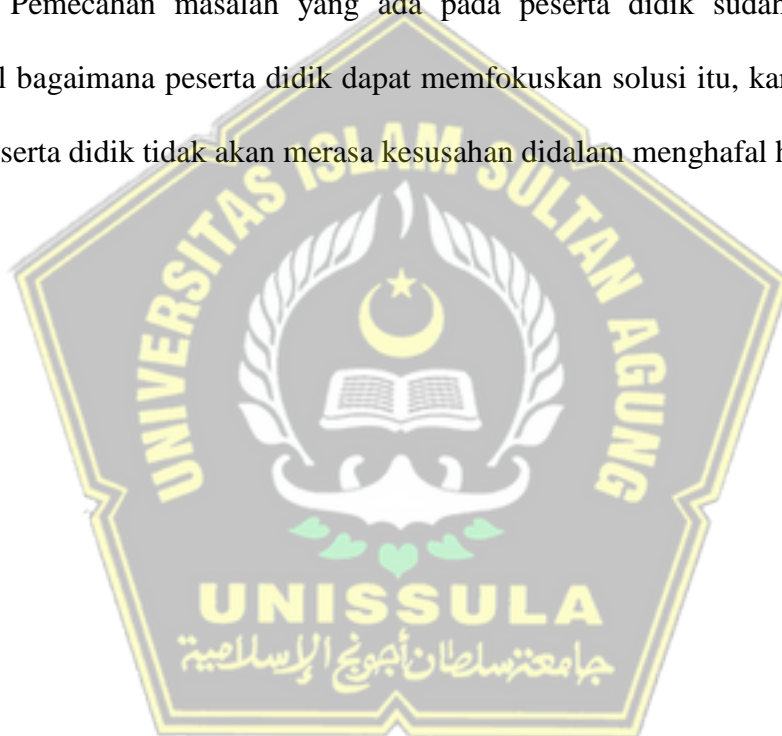 Pemecahan masalah yang ada pada peserta didik sudah
bagaimana peserta didik dapat memfokuskan solusi itu,
serta didik tidak akan merasa kesusahan didalam menghafal
UNIVERSITAS ISLAM SULTAN AGUNG
UNISSULA
جامعة سلطان أجونج الإسلامية